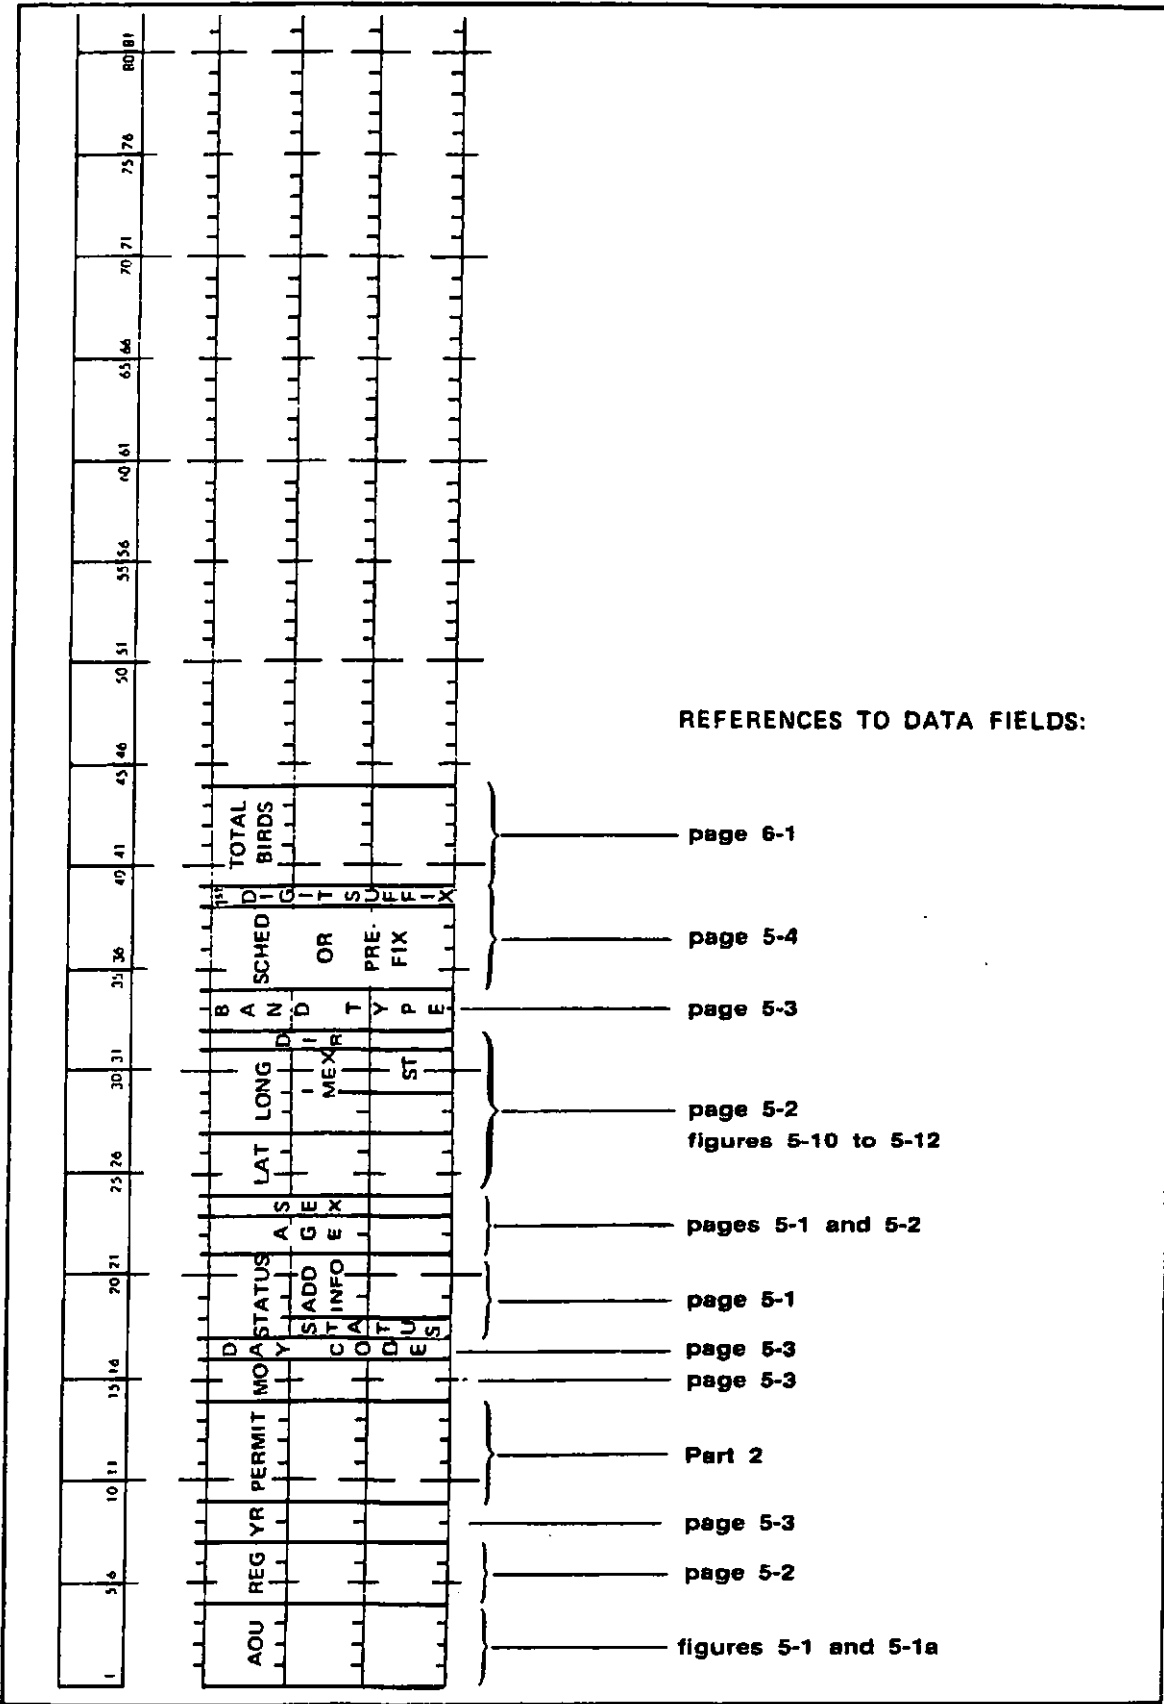 80 81
75 76
70 71
65 66
60 61
55 56
50 51
45 46
40 41
35 36
30 31
25 26
20 21
15 16
10 11
5 6
1
REFERENCES TO DATA FIELDS:
TOTAL BIRDS
page 6-1
1st DIGIT SUFFIX
SCHED OR PRE-FIX
page 5-4
BAND TYPE
page 5-3
DIR
LONG
MEX ST
LAT
page 5-2
figures 5-10 to 5-12
SEX
AGE
pages 5-1 and 5-2
STATUS
ADD INFO
STATUS
page 5-1
DAY CODE
page 5-3
MO
page 5-3
PERMIT
Part 2
YR
page 5-3
REG
page 5-2
AOU
figures 5-1 and 5-1a